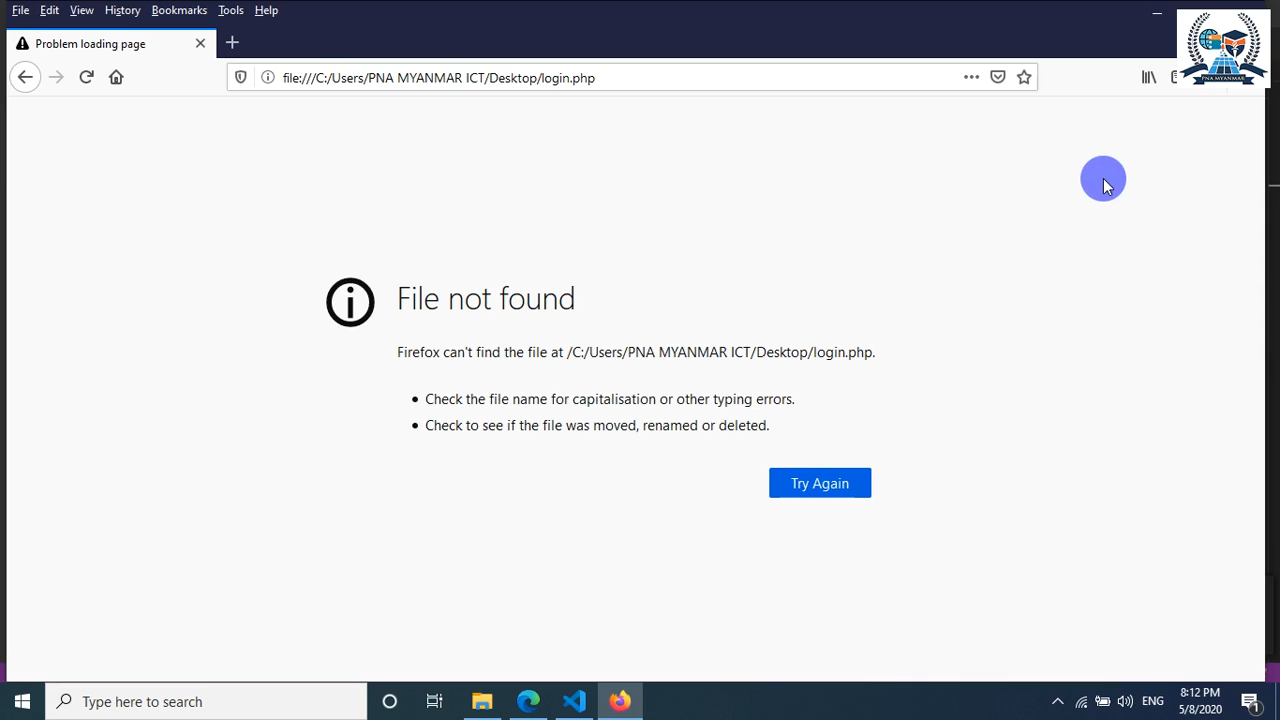 File Edit View History Bookmarks Tools Help
Problem loading page
file:///C:/Users/PNA MYANMAR ICT/Desktop/login.php
PNA MYANMAR
File not found
Firefox can't find the file at /C:/Users/PNA MYANMAR ICT/Desktop/login.php.
Check the file name for capitalisation or other typing errors.
Check to see if the file was moved, renamed or deleted.
Try Again
Type here to search
ENG
8:12 PM
5/8/2020
1